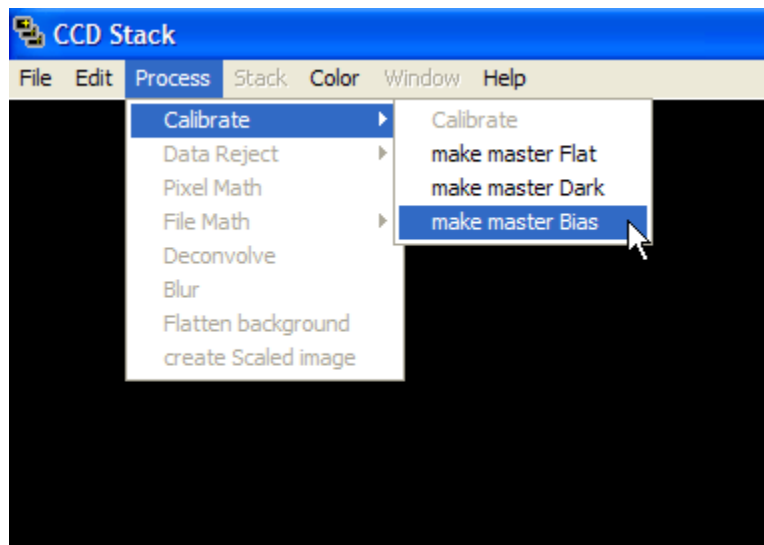 CCD Stack
File Edit Process Stack Color Window Help
Calibrate
Data Reject
Pixel Math
File Math
Deconvolve
Blur
Flatten background
create Scaled image
Calibrate
make master Flat
make master Dark
make master Bias